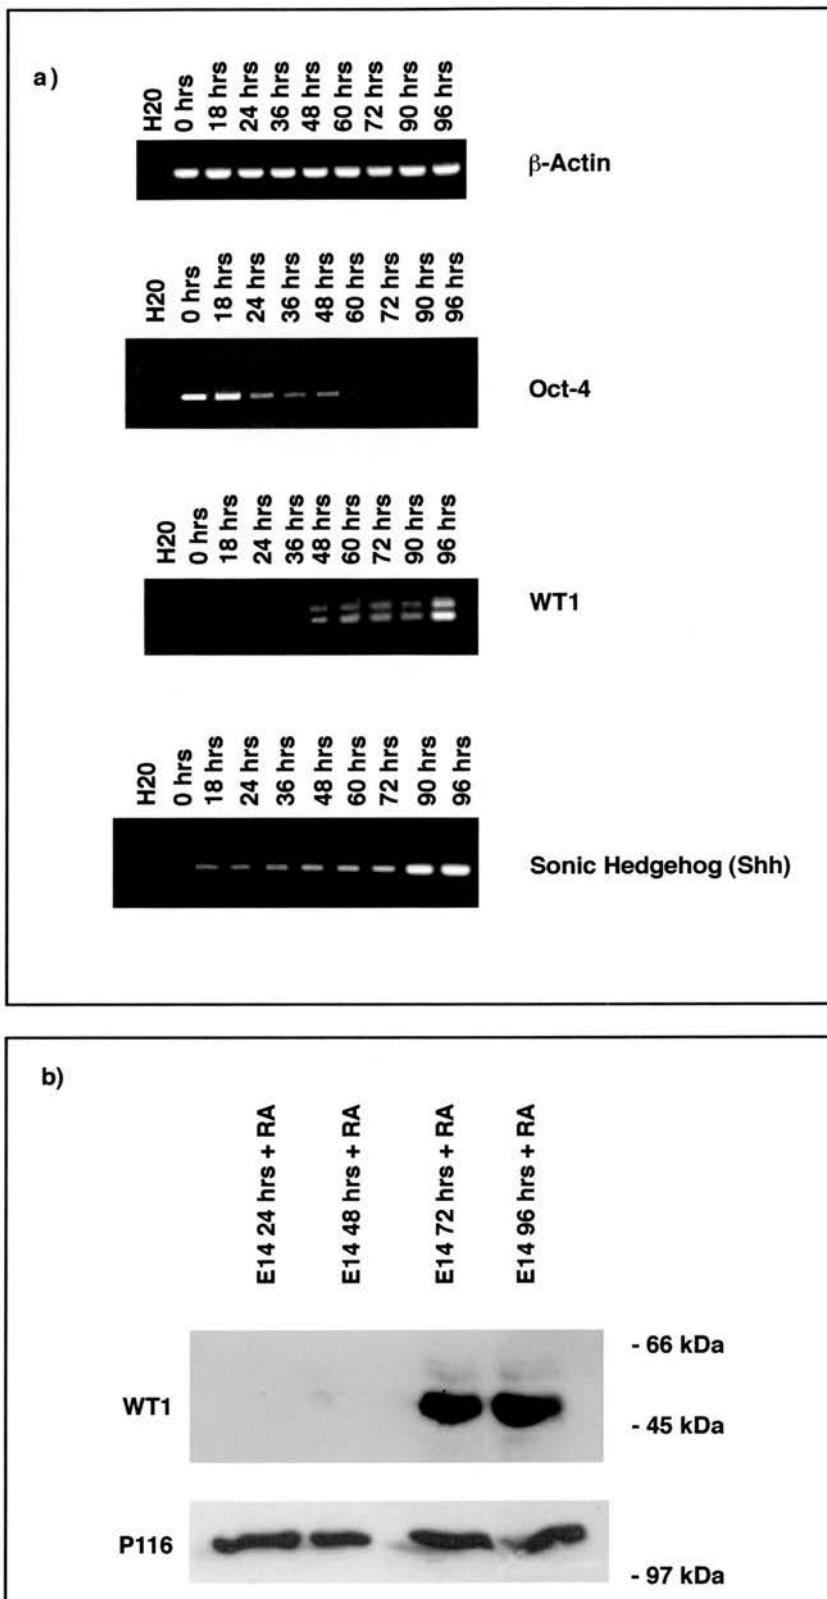 a)
H20 0 hrs 18 hrs 24 hrs 36 hrs 48 hrs 60 hrs 72 hrs 90 hrs 96 hrs
β-Actin
H20 0 hrs 18 hrs 24 hrs 36 hrs 48 hrs 60 hrs 72 hrs 90 hrs 96 hrs
Oct-4
H20 0 hrs 18 hrs 24 hrs 36 hrs 48 hrs 60 hrs 72 hrs 90 hrs 96 hrs
WT1
H20 0 hrs 18 hrs 24 hrs 36 hrs 48 hrs 60 hrs 72 hrs 90 hrs 96 hrs
Sonic Hedgehog (Shh)
b)
E14 24 hrs + RA E14 48 hrs + RA E14 72 hrs + RA E14 96 hrs + RA
- 66 kDa
WT1
- 45 kDa
P116
- 97 kDa